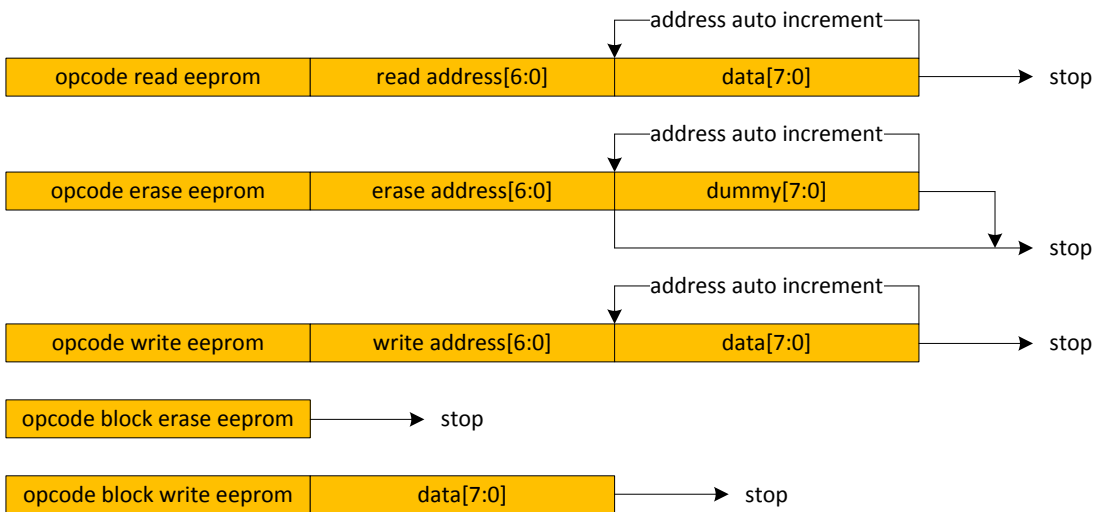 address auto increment
opcode read eeprom read address[6:0] data[7:0] stop
address auto increment
opcode erase eeprom erase address[6:0] dummy[7:0]
stop
address auto increment
opcode write eeprom write address[6:0] data[7:0] stop
opcode block erase eeprom stop
opcode block write eeprom data[7:0] stop